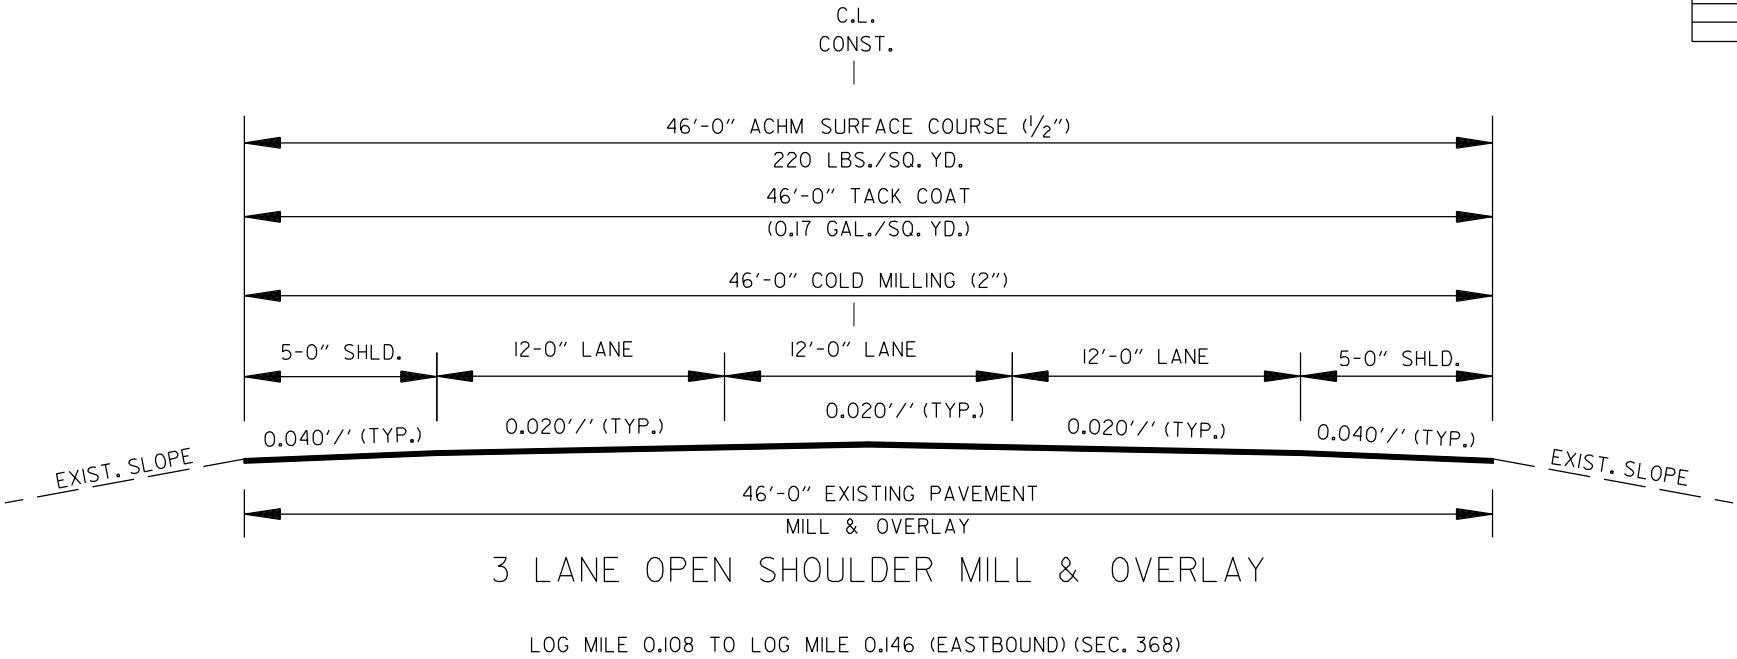 C.L.
CONST.
46'-0" ACHM SURFACE COURSE (1/2")
220 LBS./SQ. YD.
46'-0" TACK COAT
(0.17 GAL./SQ. YD.)
46'-0" COLD MILLING (2")
5-0" SHLD.
12-0" LANE
12'-0" LANE
12'-0" LANE
5-0" SHLD.
0.040'/' (TYP.)
0.020'/' (TYP.)
0.020'/' (TYP.)
0.020'/' (TYP.)
0.040'/' (TYP.)
EXIST. SLOPE
EXIST. SLOPE
46'-0" EXISTING PAVEMENT
MILL & OVERLAY
3 LANE OPEN SHOULDER MILL & OVERLAY
LOG MILE 0.108 TO LOG MILE 0.146 (EASTBOUND) (SEC. 368)